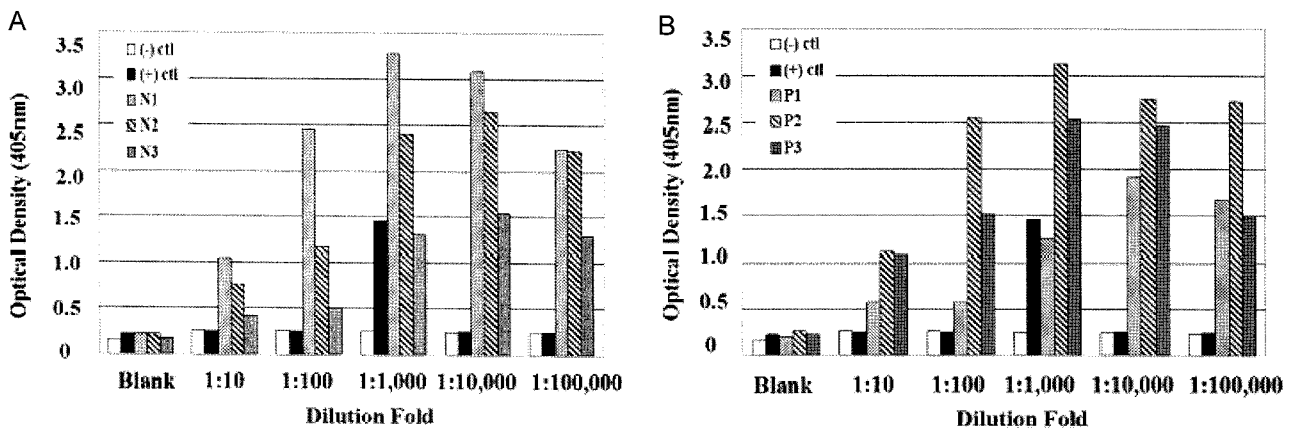 A
3.5
3.0
2.5
2.0
1.5
1.0
0.5
0
Optical Density (405nm)
(-) ctl
(+) ctl
N1
N2
N3
Blank 1:10 1:100 1:1,000 1:10,000 1:100,000
Dilution Fold
B
3.5
3.0
2.5
2.0
1.5
1.0
0.5
0
Optical Density (405nm)
(-) ctl
(+) ctl
P1
P2
P3
Blank 1:10 1:100 1:1,000 1:10,000 1:100,000
Dilution Fold